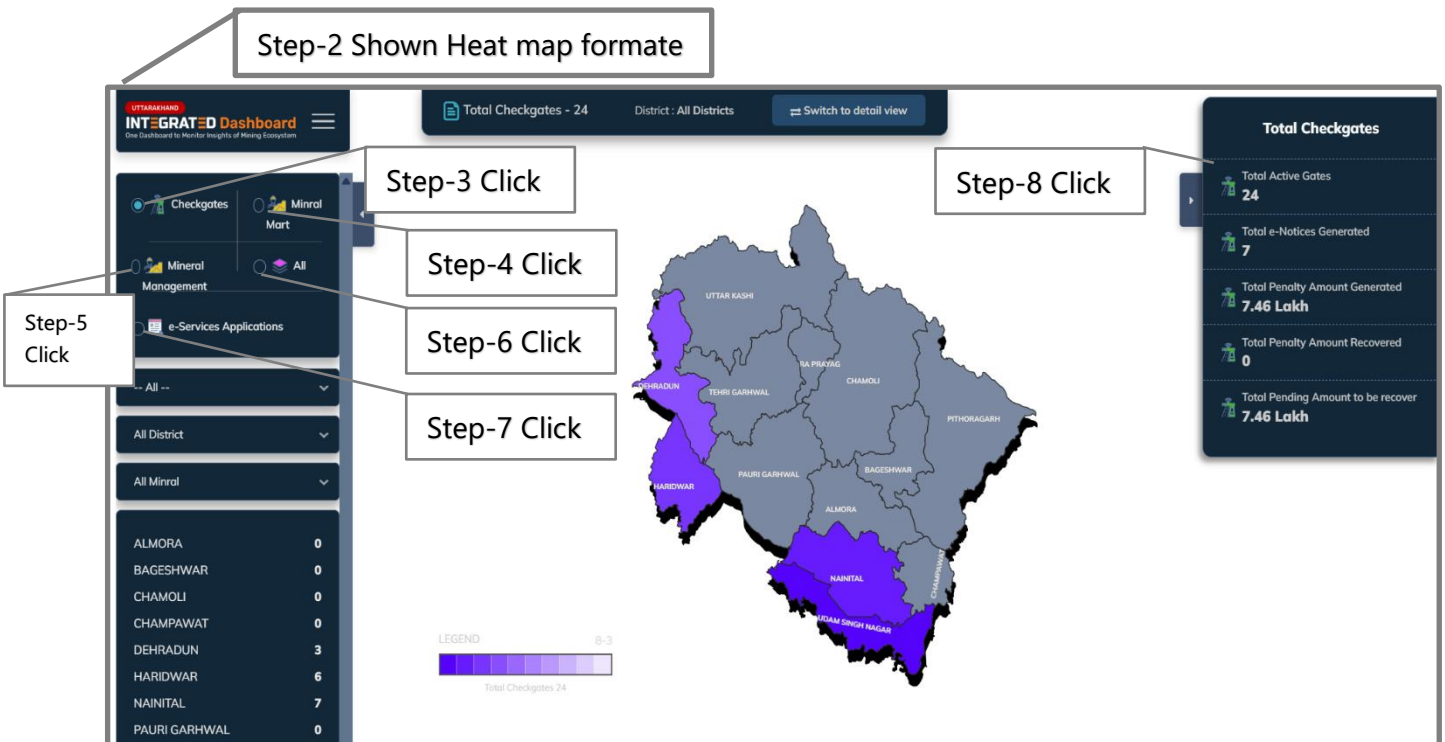 Step-2 Shown Heat map formate
UTTARAKHAND
INTEGRATED Dashboard
One Dashboard to Monitor Insights of Mining Ecosystem
Total Checkgates - 24
District : All Districts
Switch to detail view
Step-3 Click
Step-4 Click
Step-5
Click
Step-6 Click
Step-7 Click
Step-8 Click
Checkgates
Minral
Mart
Mineral
Management
All
e-Services Applications
-- All --
All District
All Minral
ALMORA 0
BAGESHWAR 0
CHAMOLI 0
CHAMPAWAT 0
DEHRADUN 3
HARIDWAR 6
NAINITAL 7
PAURI GARHWAL 0
UTTAR KASHI
RA PRAYAG
CHAMOLI
DEHRADUN
TEHRI GARHWAL
PITHORAGARH
PAURI GARHWAL
BAGESHWAR
HARIDWAR
ALMORA
CHAMPAWAT
NAINITAL
UDAM SINGH NAGAR
LEGEND
8-3
Total Checkgates 24
Total Checkgates
Total Active Gates
24
Total e-Notices Generated
7
Total Penalty Amount Generated
7.46 Lakh
Total Penalty Amount Recovered
0
Total Pending Amount to be recover
7.46 Lakh